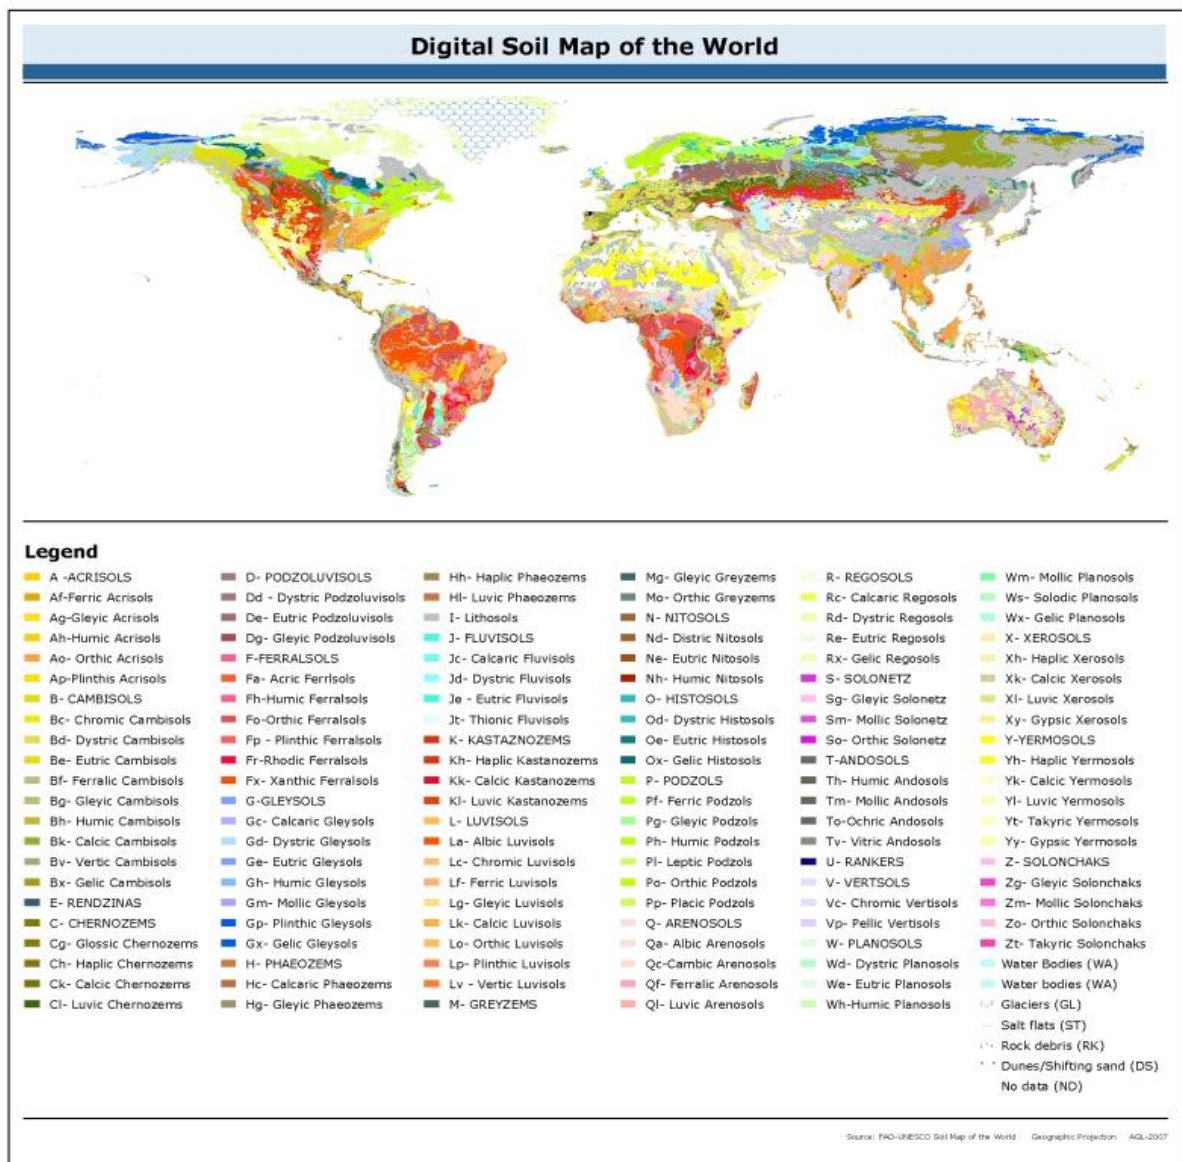 Digital Soil Map of the World
Legend
A -ACRISOLS
Af-Ferric Acrisols
Ag-Gleyic Acrisols
Ah-Humic Acrisols
Ao- Orthic Acrisols
Ap-Plinthis Acrisols
B- CAMBISOLS
Bc- Chromic Cambisols
Bd- Dystric Cambisols
Be- Eutric Cambisols
Bf- Ferralic Cambisols
Bg- Gleyic Cambisols
Bh- Humic Cambisols
Bk- Calcic Cambisols
Bv- Vertic Cambisols
Bx- Gelic Cambisols
E- RENDZINAS
C- CHERNOZEMS
Cg- Glossic Chernozems
Ch- Haplic Chernozems
Ck- Calcic Chernozems
Cl- Luvic Chernozems
D- PODZOLUVISOLS
Dd - Dystric Podzoluvisols
De- Eutric Podzoluvisols
Dg- Gleyic Podzoluvisols
F-FERRALSOLS
Fa- Acric Ferrlsols
Fh-Humic Ferralsols
Fo-Orthic Ferralsols
Fp - Plinthic Ferralsols
Fr-Rhodic Ferralsols
Fx- Xanthic Ferralsols
G-GLEYSOLS
Gc- Calcaric Gleysols
Gd- Dystric Gleysols
Ge- Eutric Gleysols
Gh- Humic Gleysols
Gm- Mollic Gleysols
Gp- Plinthic Gleysols
Gx- Gelic Gleysols
H- PHAEOZEMS
Hc- Calcaric Phaeozems
Hg- Gleyic Phaeozems
Hh- Haplic Phaeozems
Hl- Luvic Phaeozems
I- Lithosols
J- FLUVISOLS
Jc- Calcaric Fluvisols
Jd- Dystric Fluvisols
Je - Eutric Fluvisols
Jt- Thionic Fluvisols
K- KASTAZNOZEMS
Kh- Haplic Kastanozems
Kk- Calcic Kastanozems
Kl- Luvic Kastanozems
L- LUVISOLS
La- Albic Luvisols
Lc- Chromic Luvisols
Lf- Ferric Luvisols
Lg- Gleyic Luvisols
Lk- Calcic Luvisols
Lo- Orthic Luvisols
Lp- Plinthic Luvisols
Lv - Vertic Luvisols
M- GREYZEMS
Mg- Gleyic Greyzems
Mo- Orthic Greyzems
N- NITOSOLS
Nd- Distric Nitosols
Ne- Eutric Nitosols
Nh- Humic Nitosols
O- HISTOSOLS
Od- Dystric Histosols
Oe- Eutric Histosols
Ox- Gelic Histosols
P- PODZOLS
Pf- Ferric Podzols
Pg- Gleyic Podzols
Ph- Humic Podzols
Pl- Leptic Podzols
Po- Orthic Podzols
Pp- Placic Podzols
Q- ARENOSOLS
Qa- Albic Arenosols
Qc-Cambic Arenosols
Qf- Ferralic Arenosols
Ql- Luvic Arenosols
R- REGOSOLS
Rc- Calcaric Regosols
Rd- Dystric Regosols
Re- Eutric Regosols
Rx- Gelic Regosols
S- SOLONETZ
Sg- Gleyic Solonetz
Sm- Mollic Solonetz
So- Orthic Solonetz
T-ANDOSOLS
Th- Humic Andosols
Tm- Mollic Andosols
To-Ochric Andosols
Tv- Vitric Andosols
U- RANKERS
V- VERTSOLS
Vc- Chromic Vertisols
Vp- Pellic Vertisols
W- PLANOSOLS
Wd- Dystric Planosols
We- Eutric Planosols
Wh-Humic Planosols
Wm- Mollic Planosols
Ws- Solodic Planosols
Wx- Gelic Planosols
X- XEROSOLS
Xh- Haplic Xerosols
Xk- Calcic Xerosols
Xl- Luvic Xerosols
Xy- Gypsic Xerosols
Y-YERMOSOLS
Yh- Haplic Yermosols
Yk- Calcic Yermosols
Yl- Luvic Yermosols
Yt- Takyric Yermosols
Yy- Gypsic Yermosols
Z- SOLONCHAKS
Zg- Gleyic Solonchaks
Zm- Mollic Solonchaks
Zo- Orthic Solonchaks
Zt- Takyric Solonchaks
Water Bodies (WA)
Water bodies (WA)
Glaciers (GL)
Salt flats (ST)
Rock debris (RK)
Dunes/Shifting sand (DS)
No data (ND)
Source: FAO-UNESCO Soil Map of the World Geographic Projection AGL-2007